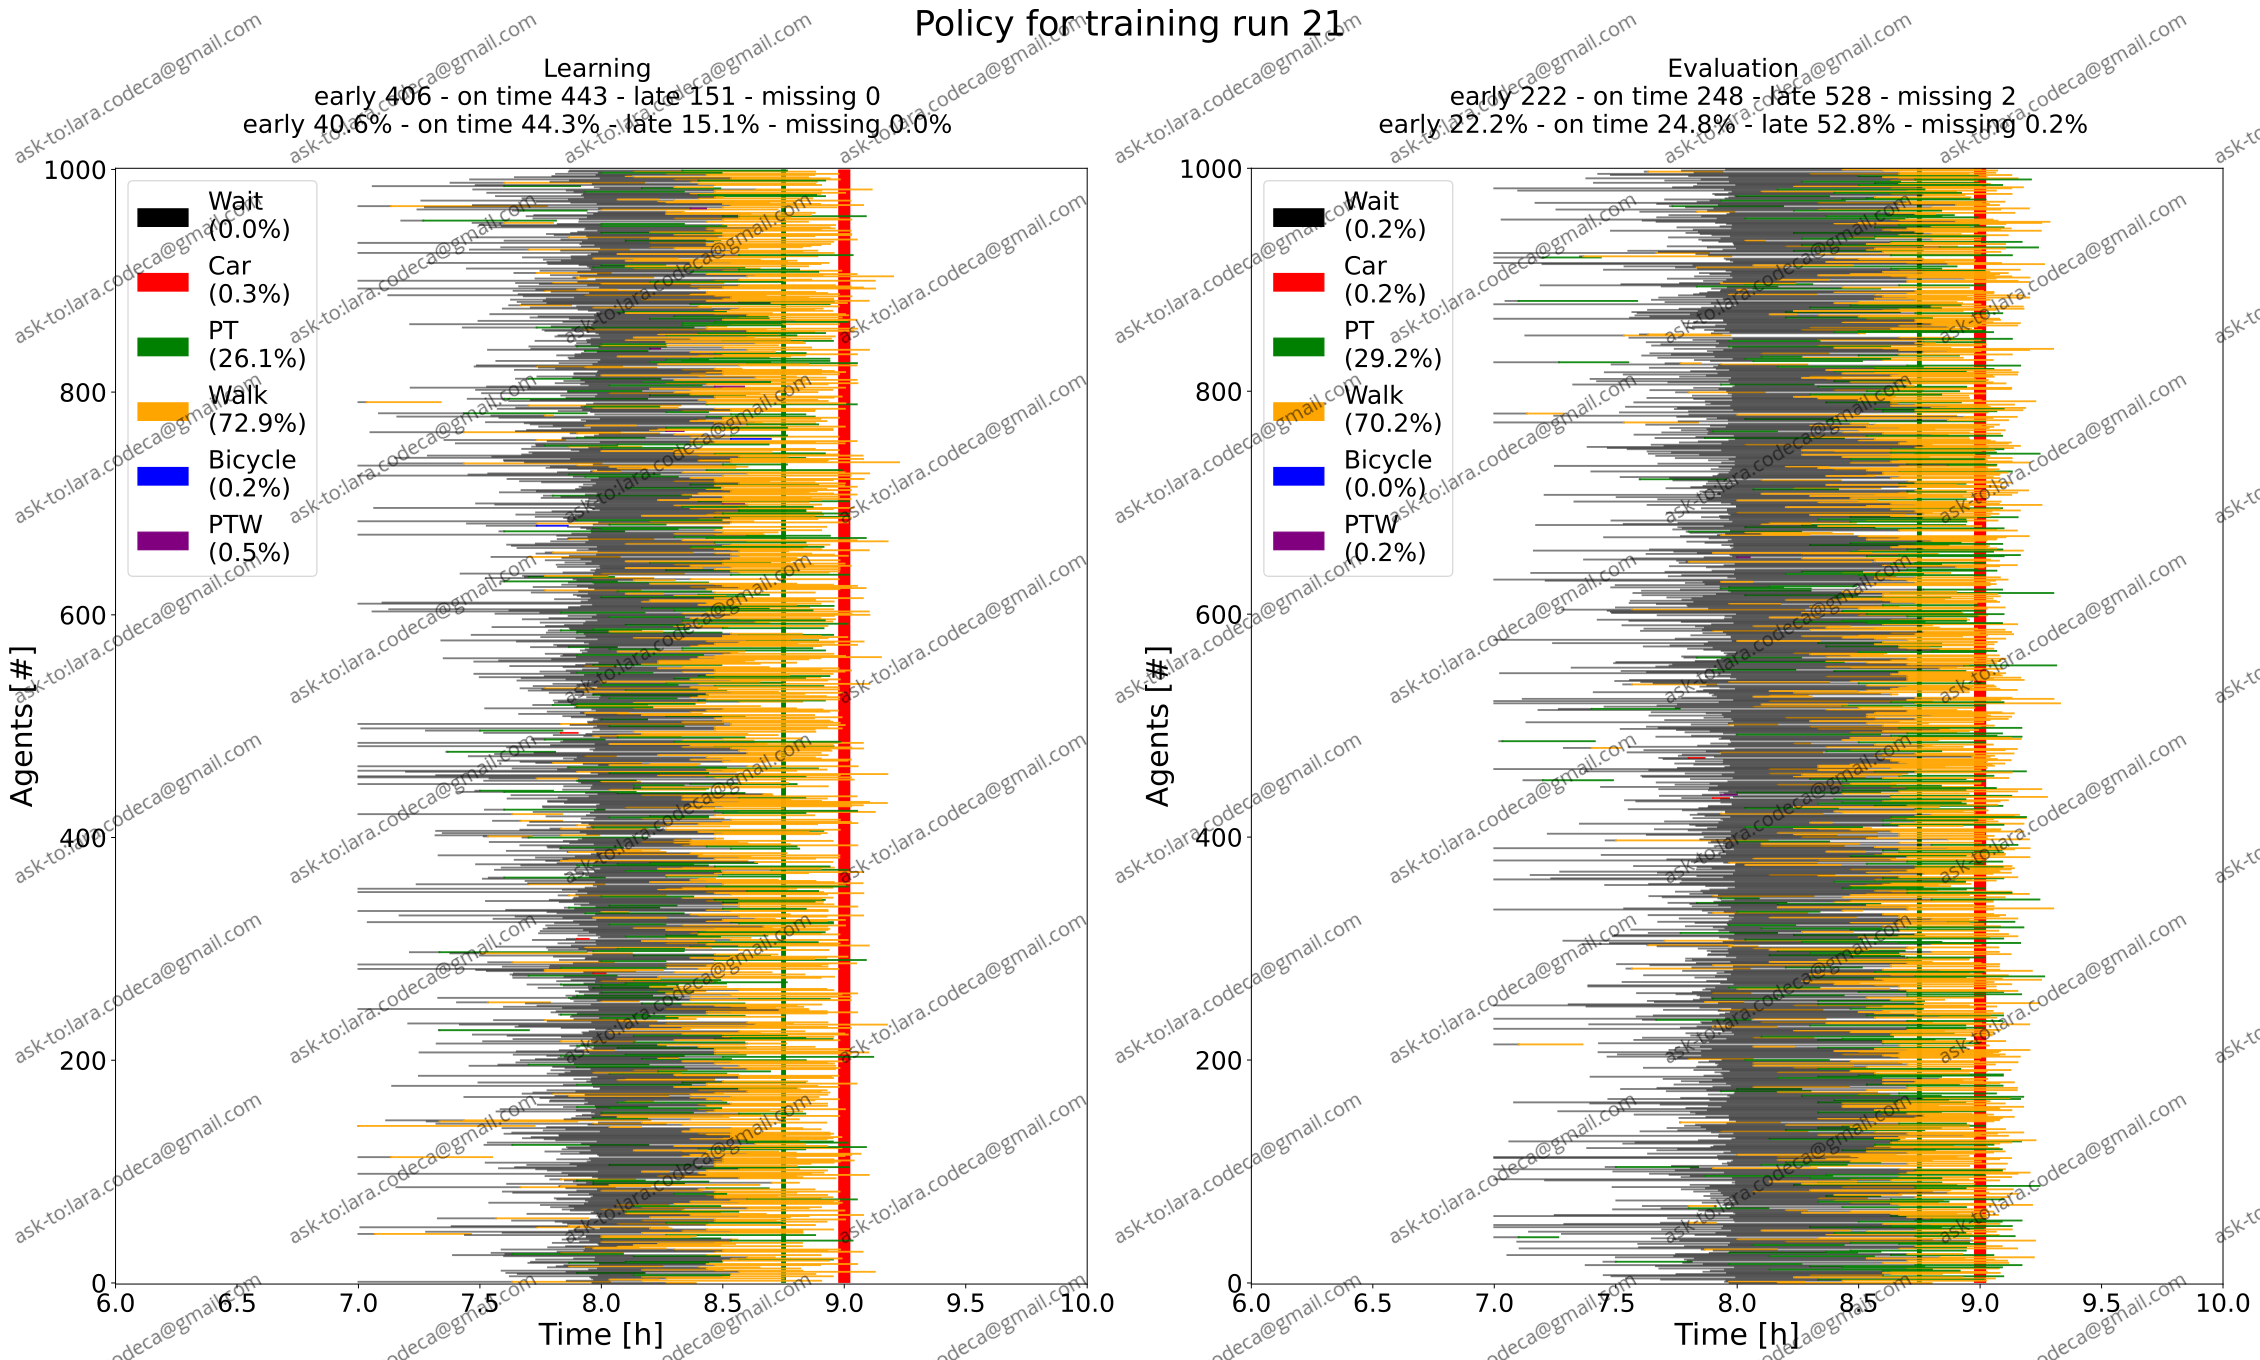 Policy for training run 21
Learning
early 406 - on time 443 - late 151 - missing 0
early 40.6% - on time 44.3% - late 15.1% - missing 0.0%
Evaluation
early 222 - on time 248 - late 528 - missing 2
early 22.2% - on time 24.8% - late 52.8% - missing 0.2%
Agents [#]
1000
800
600
400
200
0
Wait
(0.0%)
Car
(0.3%)
PT
(26.1%)
Walk
(72.9%)
Bicycle
(0.2%)
PTW
(0.5%)
6.0 6.5 7.0 7.5 8.0 8.5 9.0 9.5 10.0
Time [h]
Agents [#]
1000
800
600
400
200
0
Wait
(0.2%)
Car
(0.2%)
PT
(29.2%)
Walk
(70.2%)
Bicycle
(0.0%)
PTW
(0.2%)
6.0 6.5 7.0 7.5 8.0 8.5 9.0 9.5 10.0
Time [h]
ask-to:lara.codeca@gmail.com